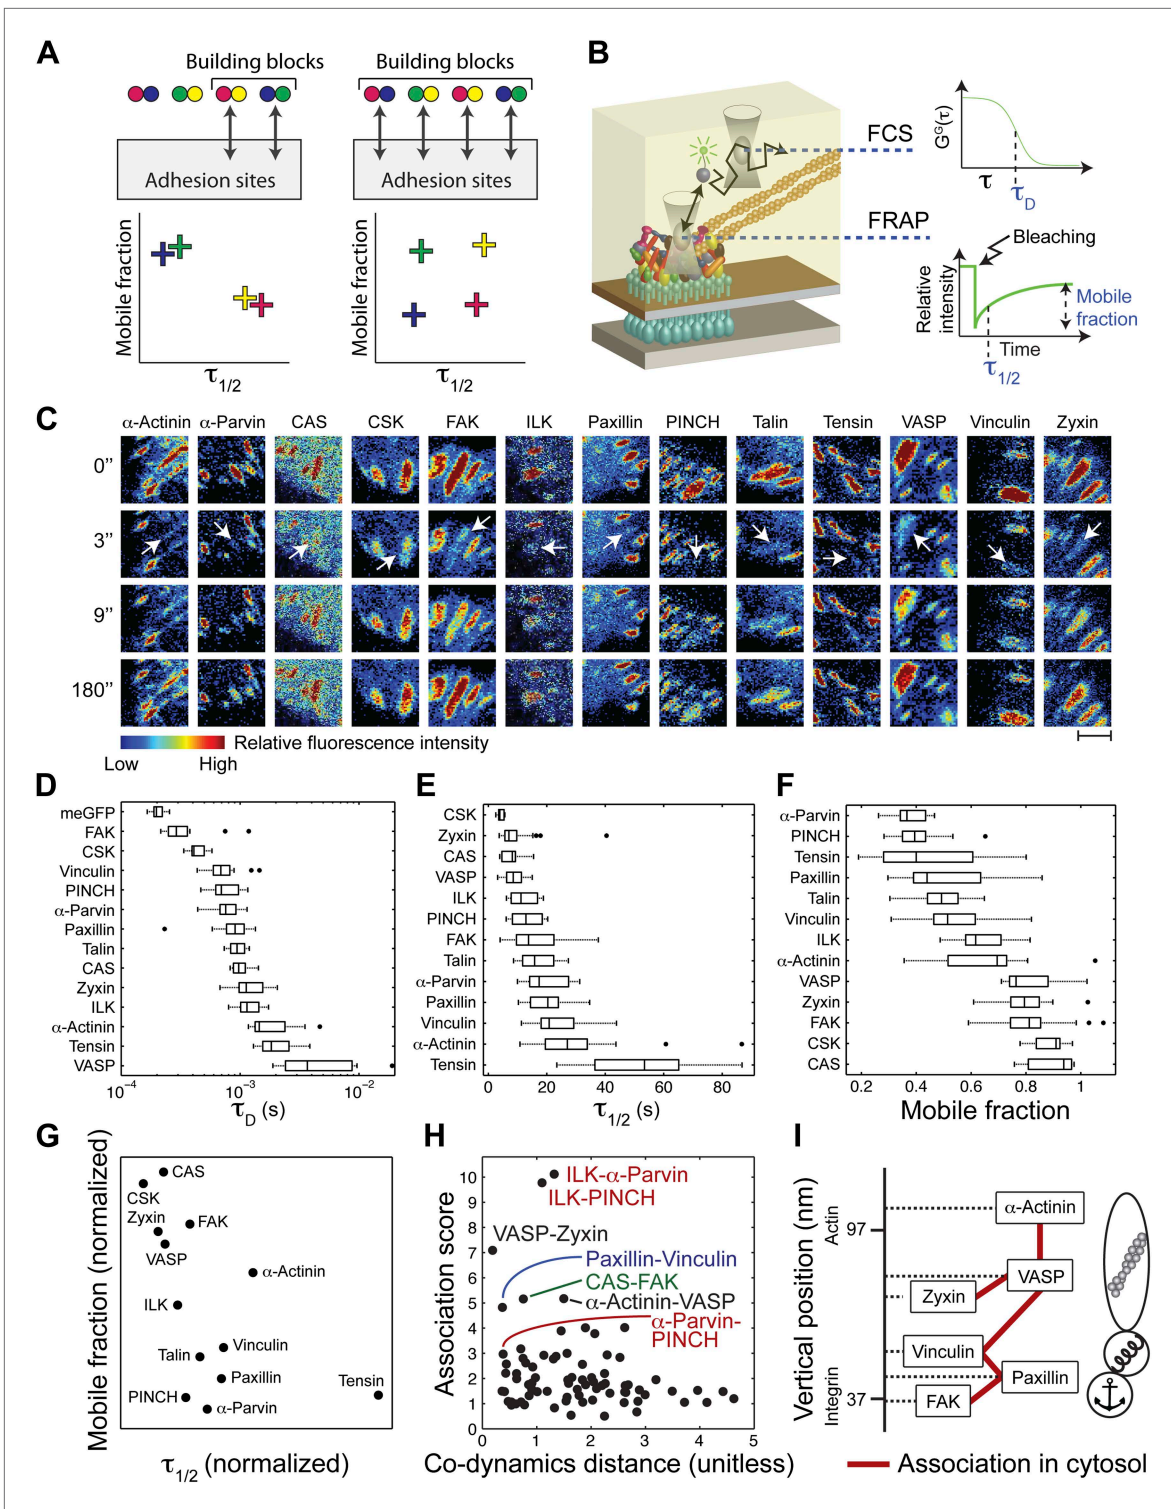 A
Building blocks
Building blocks
Adhesion sites
Adhesion sites
Mobile fraction
τ1/2
Mobile fraction
τ1/2
B
FCS
FRAP
Gᴳ(τ)
τ
τD
Bleaching
Relative
intensity
Mobile
fraction
Time
τ1/2
C
α-Actinin α-Parvin CAS CSK FAK ILK Paxillin PINCH Talin Tensin VASP Vinculin Zyxin
0’’
3’’
9’’
180’’
Relative fluorescence intensity
Low High
D
meGFP
FAK
CSK
Vinculin
PINCH
α-Parvin
Paxillin
Talin
CAS
Zyxin
ILK
α-Actinin
Tensin
VASP
10⁻⁴ 10⁻³ 10⁻²
τD (s)
E
CSK
Zyxin
CAS
VASP
ILK
PINCH
FAK
Talin
α-Parvin
Paxillin
Vinculin
α-Actinin
Tensin
0 20 40 60 80
τ1/2 (s)
F
α-Parvin
PINCH
Tensin
Paxillin
Talin
Vinculin
ILK
α-Actinin
VASP
Zyxin
FAK
CSK
CAS
0.2 0.4 0.6 0.8 1
Mobile fraction
G
Mobile fraction (normalized)
CAS
CSK
Zyxin
FAK
VASP
α-Actinin
ILK
Vinculin
Talin
Paxillin
Tensin
PINCH
α-Parvin
τ1/2 (normalized)
H
Association score
10
9
8
7
6
5
4
3
2
1
0
ILK-α-Parvin
ILK-PINCH
VASP-Zyxin
Paxillin-Vinculin
CAS-FAK
α-Actinin-VASP
α-Parvin-
PINCH
0 1 2 3 4 5
Co-dynamics distance (unitless)
I
Vertical position (nm)
Actin
Integrin
97
37
α-Actinin
VASP
Zyxin
Vinculin
Paxillin
FAK
Association in cytosol